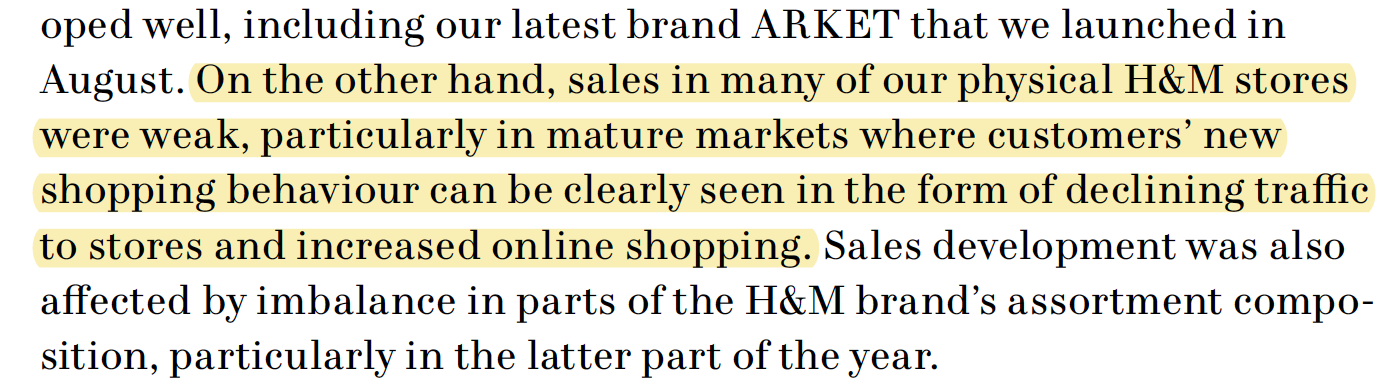 oped well, including our latest brand ARKET that we launched in
August. On the other hand, sales in many of our physical H&M stores
were weak, particularly in mature markets where customers’ new
shopping behaviour can be clearly seen in the form of declining traffic
to stores and increased online shopping. Sales development was also
affected by imbalance in parts of the H&M brand’s assortment compo-
sition, particularly in the latter part of the year.